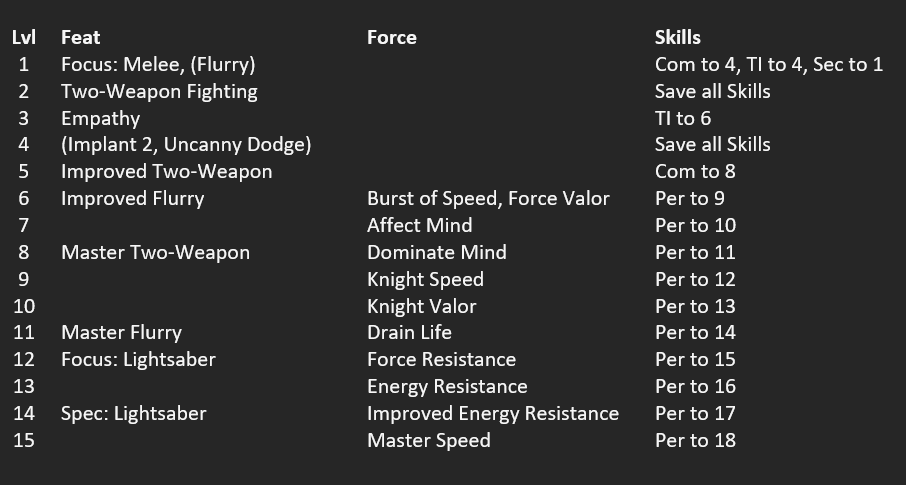 Lvl Feat Force Skills
1 Focus: Melee, (Flurry) Com to 4, TI to 4, Sec to 1
2 Two-Weapon Fighting Save all Skills
3 Empathy TI to 6
4 (Implant 2, Uncanny Dodge) Save all Skills
5 Improved Two-Weapon Com to 8
6 Improved Flurry Burst of Speed, Force Valor Per to 9
7 Affect Mind Per to 10
8 Master Two-Weapon Dominate Mind Per to 11
9 Knight Speed Per to 12
10 Knight Valor Per to 13
11 Master Flurry Drain Life Per to 14
12 Focus: Lightsaber Force Resistance Per to 15
13 Energy Resistance Per to 16
14 Spec: Lightsaber Improved Energy Resistance Per to 17
15 Master Speed Per to 18